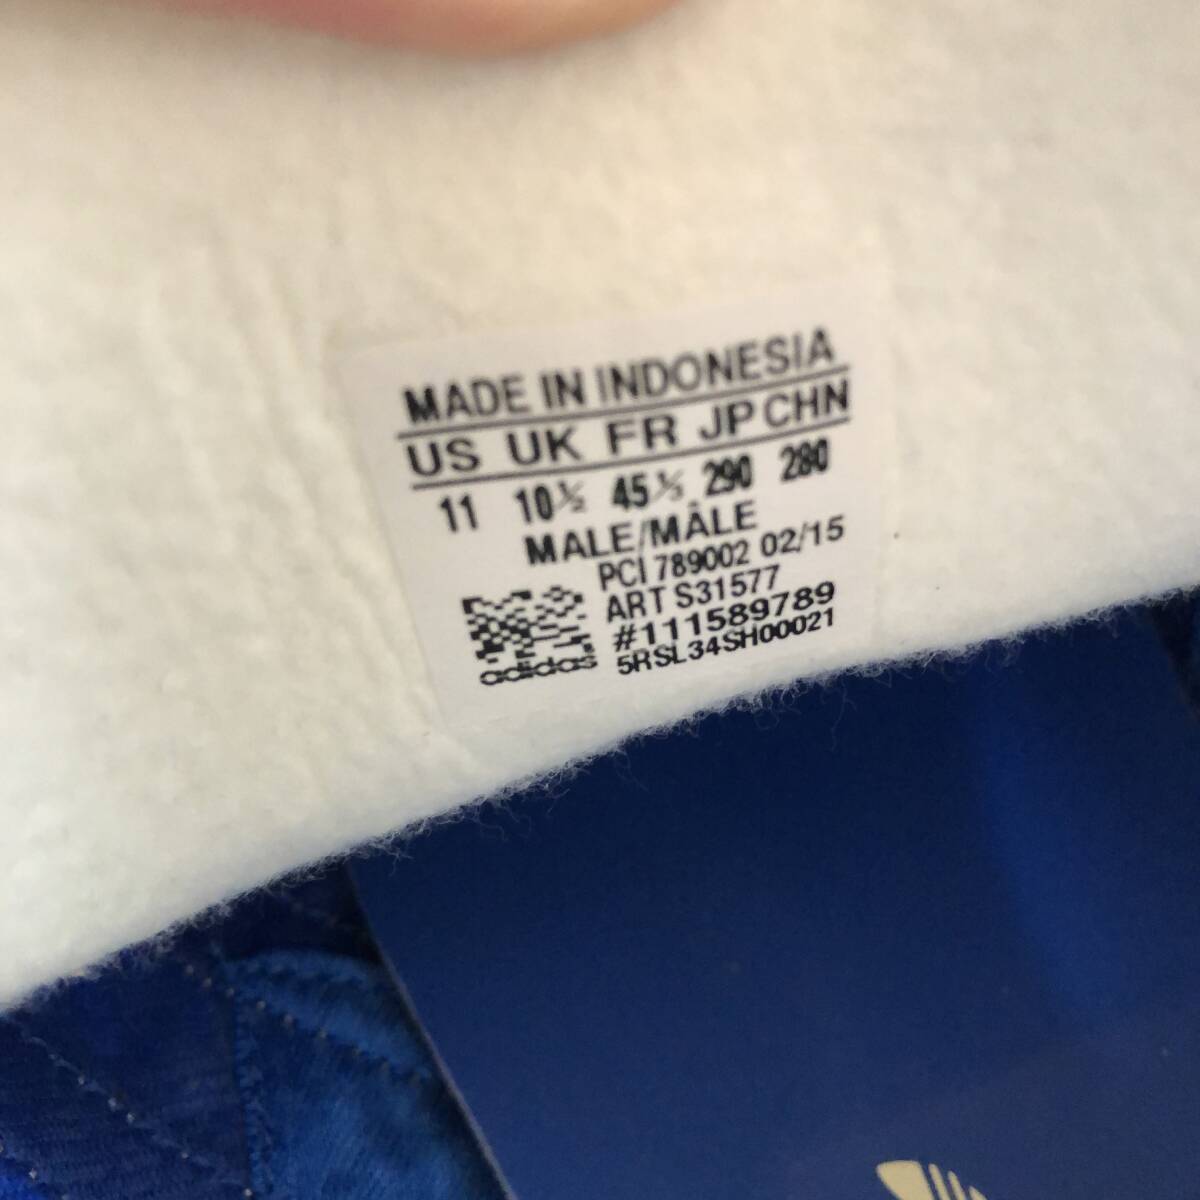 MADE IN INDONESIA
US UK FR JP CHN
11 10½ 45⅓ 290 280
MALE/MÂLE
PCI 789002 02/15
ART S31577
#111589789
adidas 5RSL34SH00021